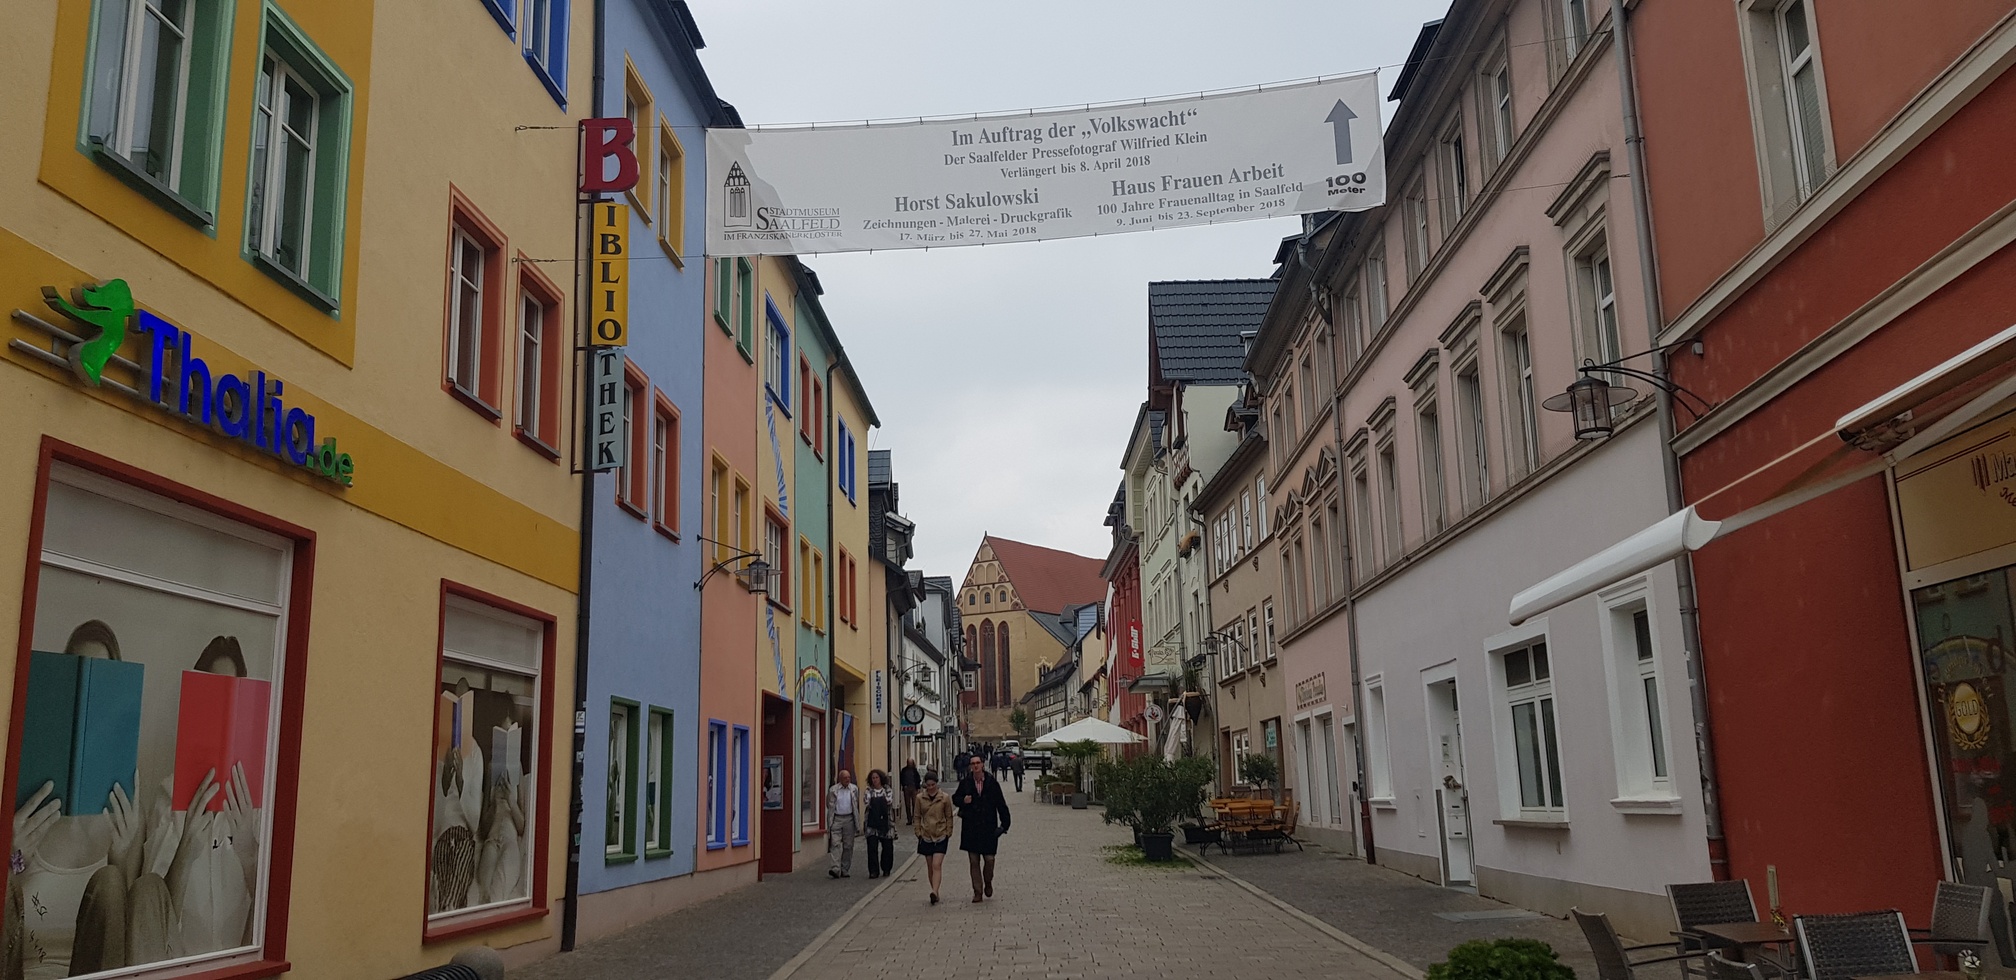 Im Auftrag der „Volkswacht“
Der Saalfelder Pressefotograf Wilfried Klein
Verlängert bis 8. April 2018
Horst Sakulowski
Zeichnungen - Malerei - Druckgrafik
17. März bis 27. Mai 2018
Haus Frauen Arbeit
100 Jahre Frauenalltag in Saalfeld
9. Juni bis 23. September 2018
100
Meter
STADTMUSEUM
SAALFELD
IM FRANZISKANERKLOSTER
BIBLIOTHEK
Thalia.de
GOLD